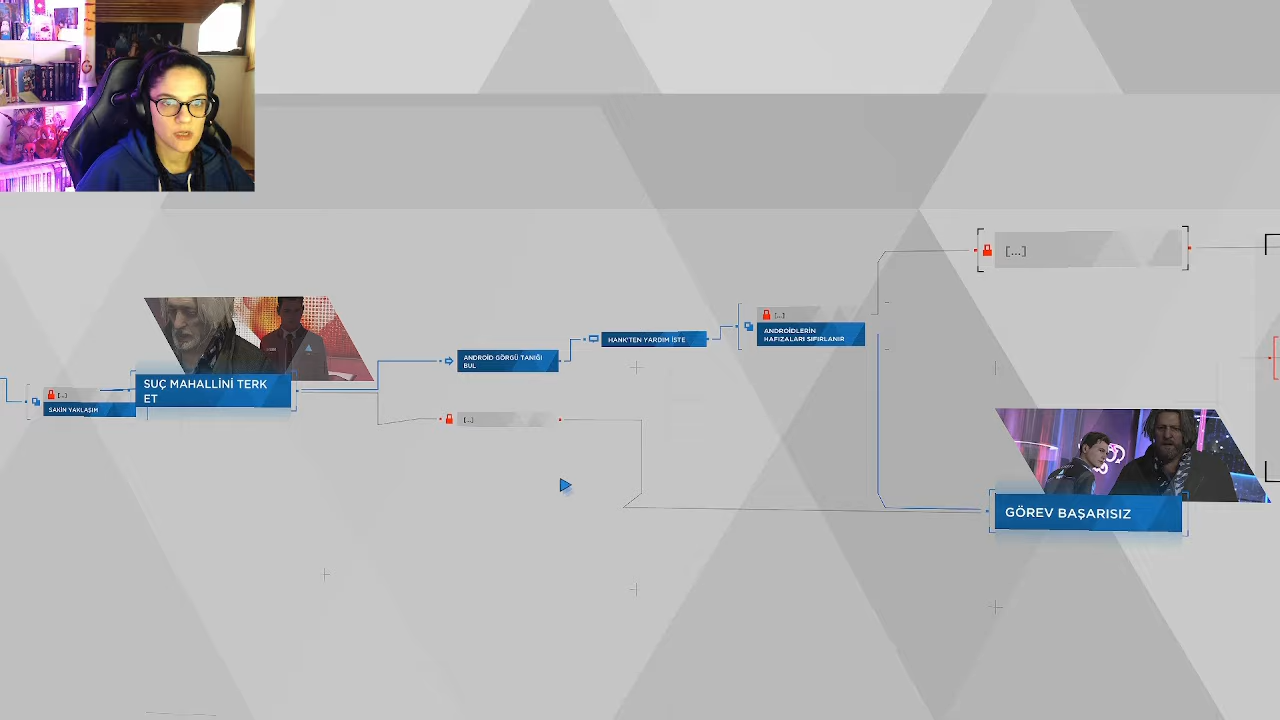 [...]
[...]
ANDROİDLERİN
HAFIZALARI SIFIRLANIR
HANK'TEN YARDIM İSTE
ANDROİD GÖRGÜ TANIĞI
BUL
SUÇ MAHALLİNİ TERK
ET
[...]
SAKİN YAKLAŞIM
[...]
GÖREV BAŞARISIZ